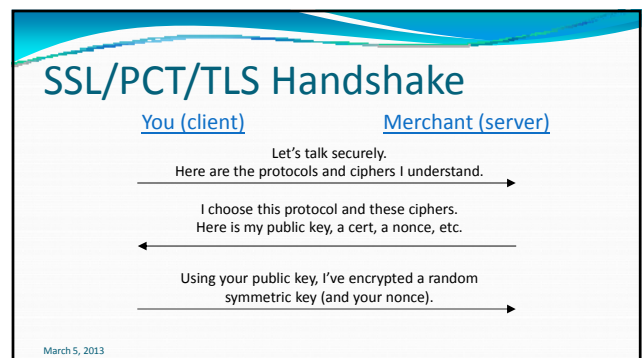 SSL/PCT/TLS Handshake
You (client) Merchant (server)
Let’s talk securely.
Here are the protocols and ciphers I understand.
I choose this protocol and these ciphers.
Here is my public key, a cert, a nonce, etc.
Using your public key, I’ve encrypted a random
symmetric key (and your nonce).
March 5, 2013